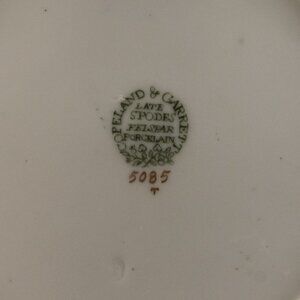 COPELAND & GARRETT
LATE
SPODES
FELSPAR
PORCELAIN
5085
T